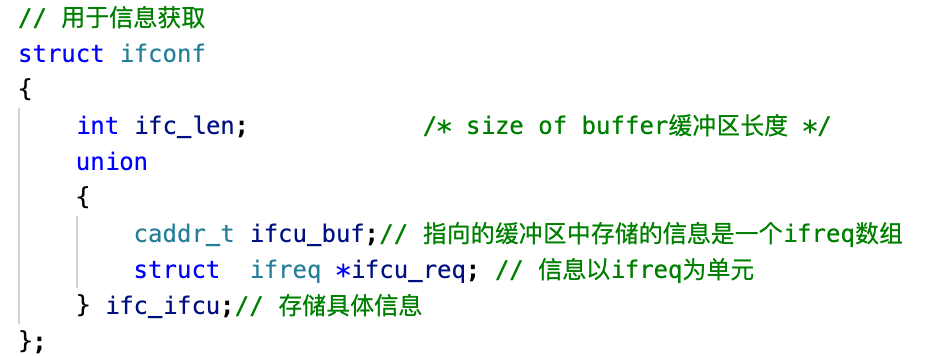 // 用于信息获取
struct ifconf
{
    int ifc_len;            /* size of buffer缓冲区长度 */
    union
    {
        caddr_t ifcu_buf;// 指向的缓冲区中存储的信息是一个ifreq数组
        struct  ifreq *ifcu_req; // 信息以ifreq为单元
    } ifc_ifcu;// 存储具体信息
};